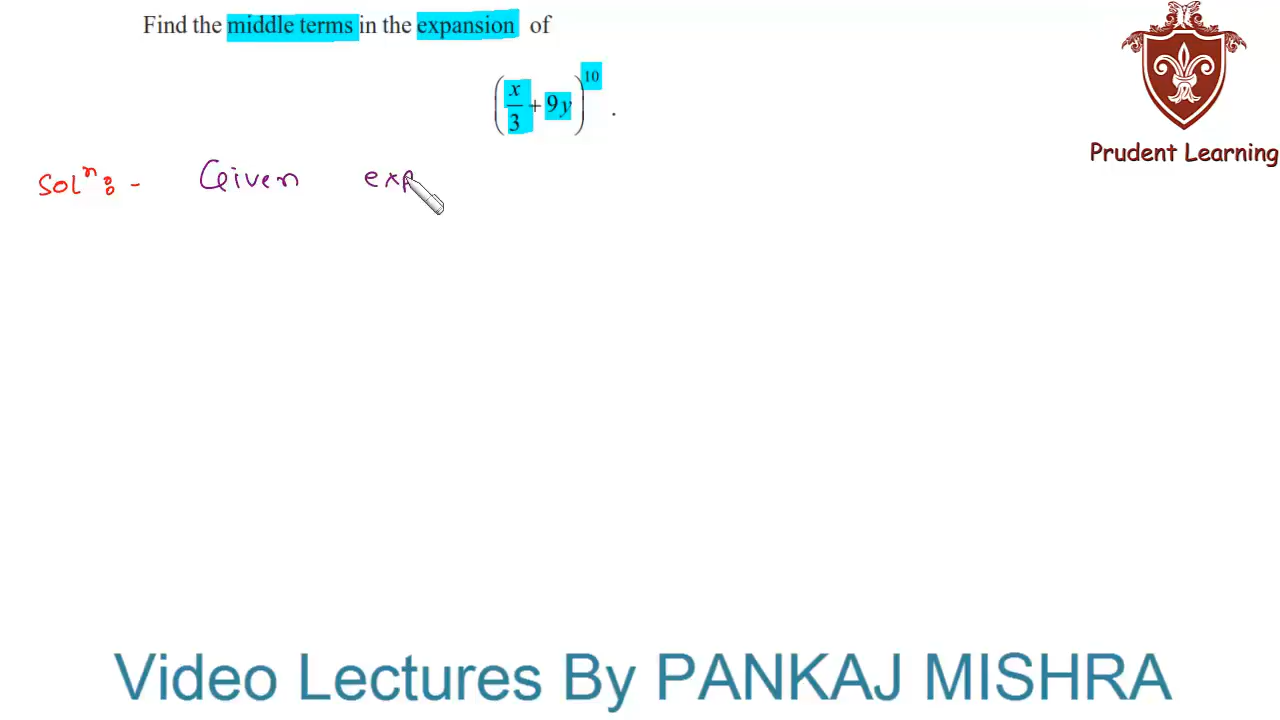 Find the middle terms in the expansion of
(x/3 + 9y)^10 .
Prudent Learning
Solⁿ:- Given exp
Video Lectures By PANKAJ MISHRA